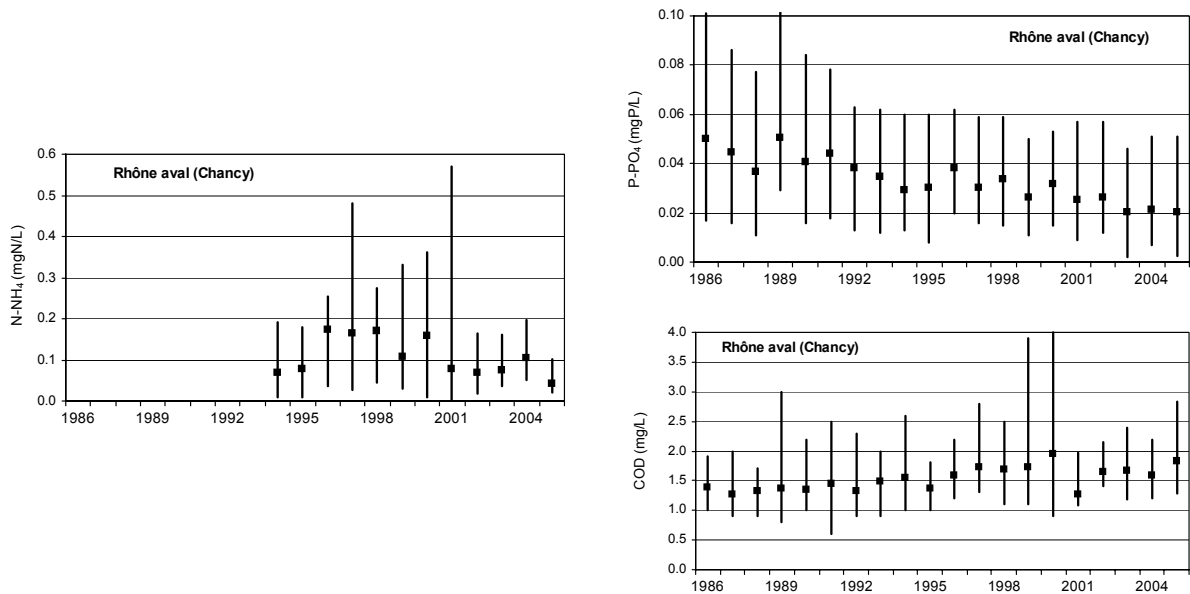 N-NH₄ (mgN/L)
Rhône aval (Chancy)
0.6
0.5
0.4
0.3
0.2
0.1
0.0
1986 1989 1992 1995 1998 2001 2004
P-PO₄ (mgP/L)
Rhône aval (Chancy)
0.10
0.08
0.06
0.04
0.02
0.00
1986 1989 1992 1995 1998 2001 2004
COD (mg/L)
Rhône aval (Chancy)
4.0
3.5
3.0
2.5
2.0
1.5
1.0
0.5
0.0
1986 1989 1992 1995 1998 2001 2004